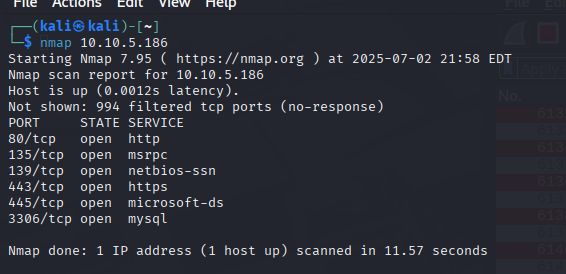 File Actions Edit View Help
┌──(kali㉿kali)-[~]
└─$ nmap 10.10.5.186
Starting Nmap 7.95 ( https://nmap.org ) at 2025-07-02 21:58 EDT
Nmap scan report for 10.10.5.186
Host is up (0.0012s latency).
Not shown: 994 filtered tcp ports (no-response)
PORT     STATE SERVICE
80/tcp   open  http
135/tcp  open  msrpc
139/tcp  open  netbios-ssn
443/tcp  open  https
445/tcp  open  microsoft-ds
3306/tcp open  mysql
Nmap done: 1 IP address (1 host up) scanned in 11.57 seconds
No.